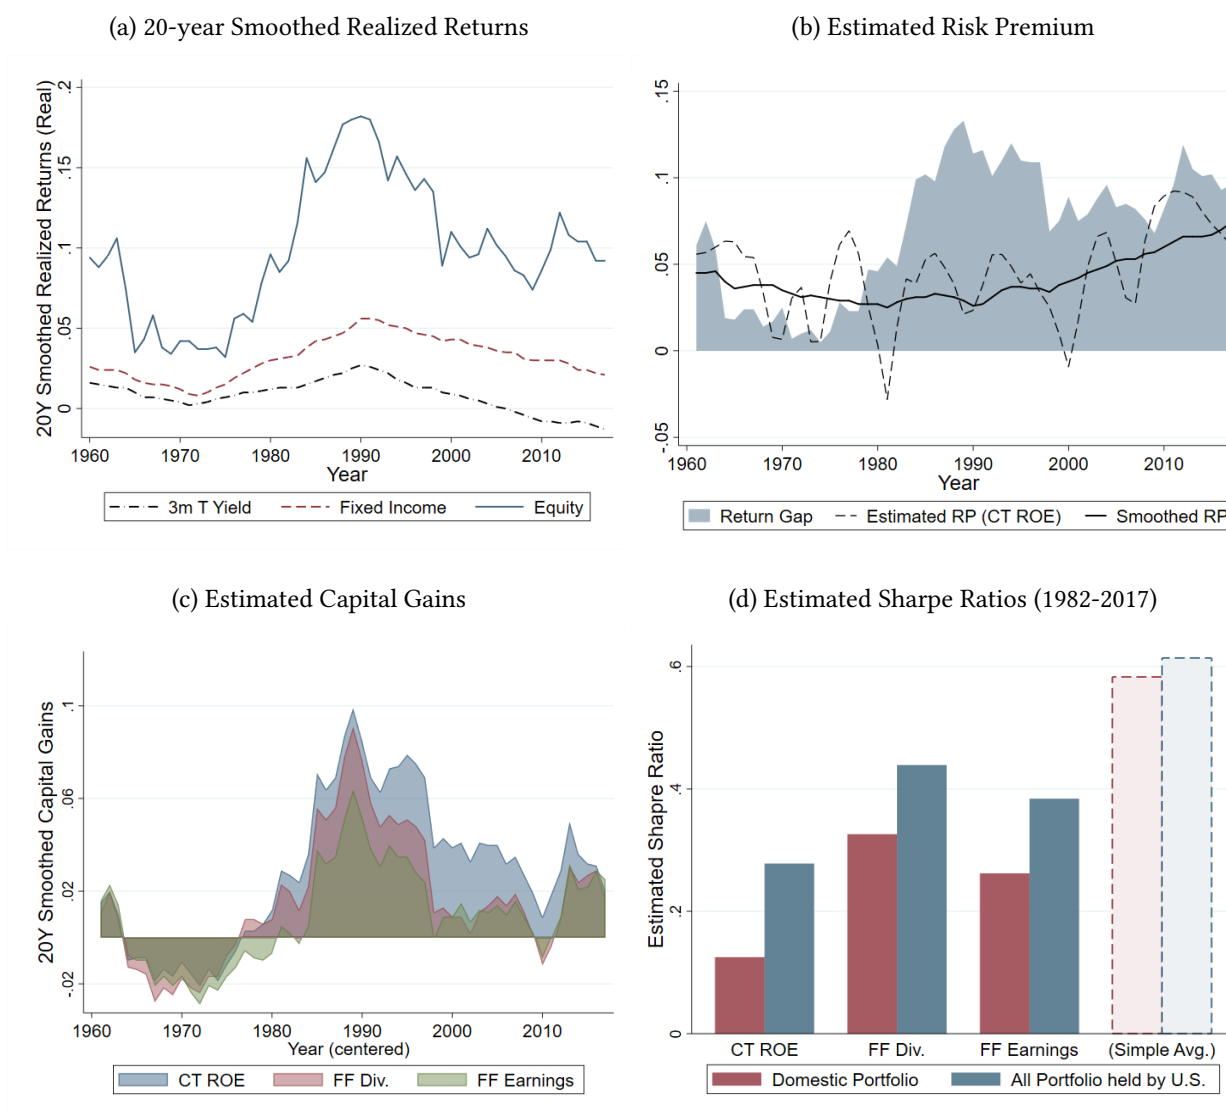 (a) 20-year Smoothed Realized Returns
20Y Smoothed Realized Returns (Real)
.2
.15
.1
.05
0
1960 1970 1980 1990 2000 2010
Year
3m T Yield Fixed Income Equity
(b) Estimated Risk Premium
.15
.1
.05
0
-.05
1960 1970 1980 1990 2000 2010
Year
Return Gap Estimated RP (CT ROE) Smoothed RP
(c) Estimated Capital Gains
20Y Smoothed Capital Gains
.1
.06
.02
-.02
1960 1970 1980 1990 2000 2010
Year (centered)
CT ROE FF Div. FF Earnings
(d) Estimated Sharpe Ratios (1982-2017)
Estimated Shapre Ratio
.6
.4
.2
0
CT ROE FF Div. FF Earnings (Simple Avg.)
Domestic Portfolio All Portfolio held by U.S.